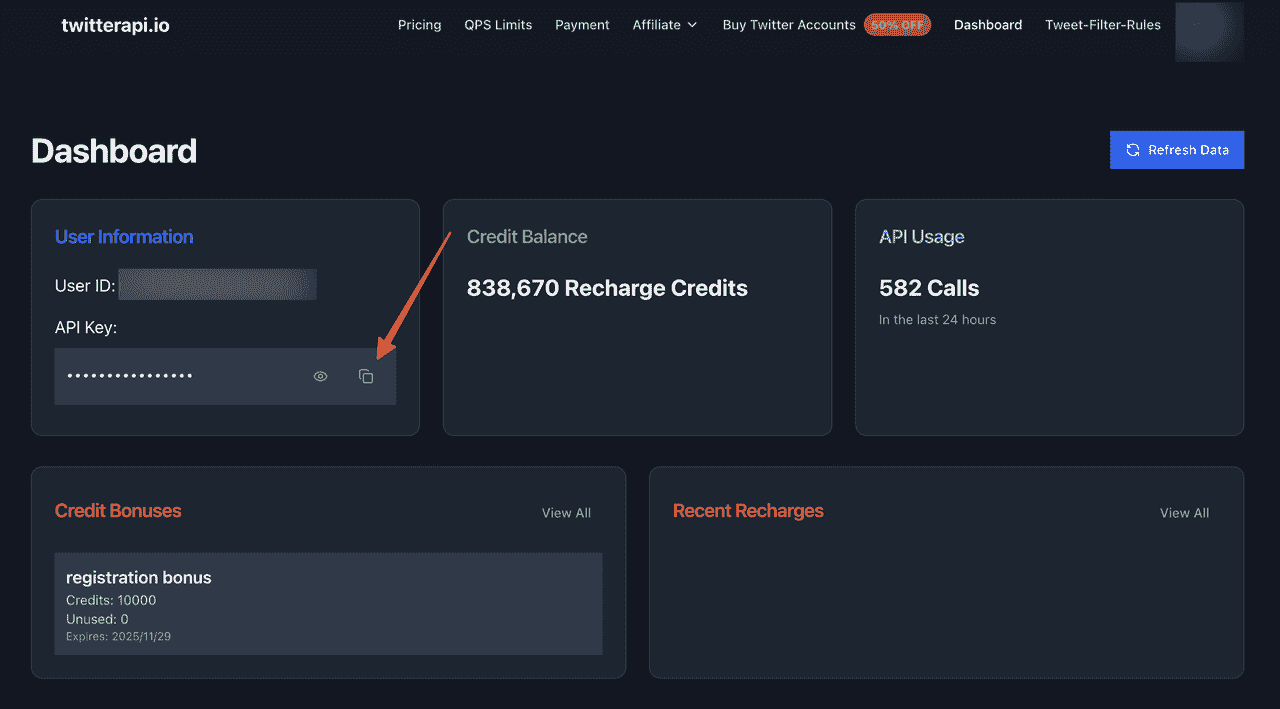 twitterapi.io
Pricing
QPS Limits
Payment
Affiliate
Buy Twitter Accounts
50% OFF
Dashboard
Tweet-Filter-Rules
Dashboard
Refresh Data
User Information
User ID:
API Key:
••••••••••••••••
Credit Balance
838,670 Recharge Credits
API Usage
582 Calls
In the last 24 hours
Credit Bonuses
View All
registration bonus
Credits: 10000
Unused: 0
Expires: 2025/11/29
Recent Recharges
View All